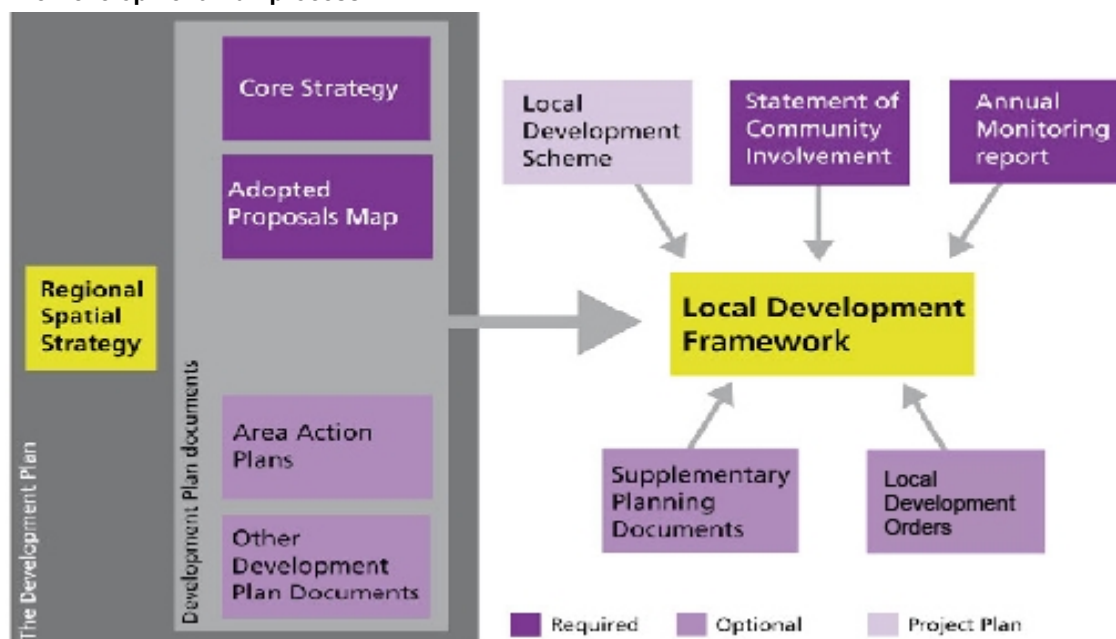 Core Strategy
Adopted
Proposals Map
Regional
Spatial
Strategy
Area Action
Plans
Other
Development
Plan Documents
Development Plan documents
The Development Plan
Local
Development
Scheme
Statement of
Community
Involvement
Annual
Monitoring
report
Local Development
Framework
Supplementary
Planning
Documents
Local
Development
Orders
Required
Optional
Project Plan